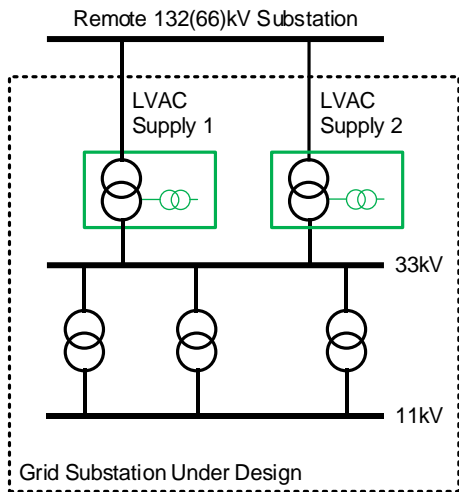 Remote 132(66)kV Substation
LVAC
Supply 1
LVAC
Supply 2
33kV
11kV
Grid Substation Under Design